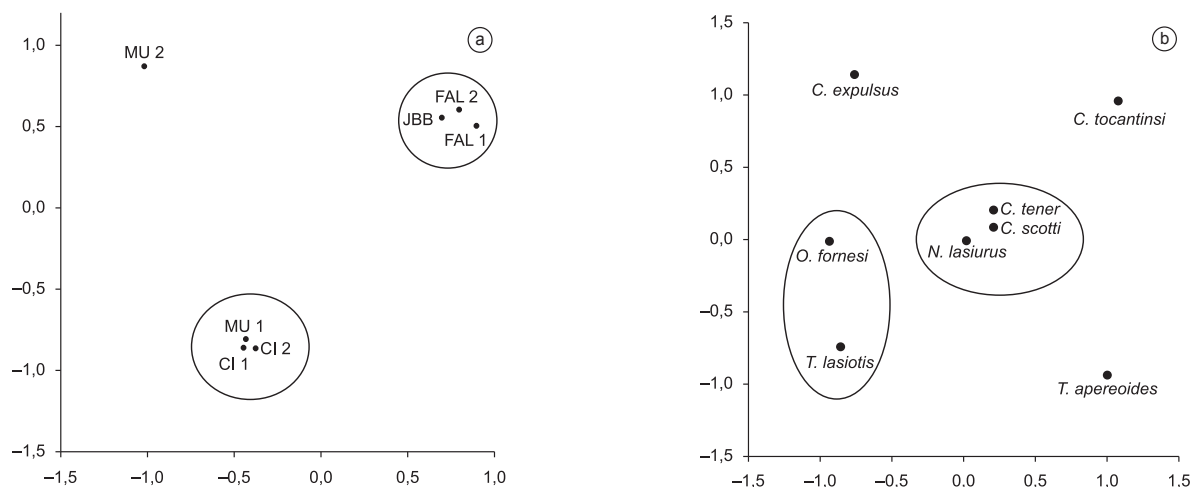 a
1,0
0,5
0,0
–0,5
–1,0
–1,5
–1,5
–1,0
–0,5
0,0
0,5
1,0
MU 2
FAL 2
JBB
FAL 1
MU 1
CI 1
CI 2
b
1,5
1,0
0,5
0,0
–0,5
–1,0
–1,5
–1,5
–1,0
–0,5
0,0
0,5
1,0
1,5
C. expulsus
C. tocantinsi
C. tener
C. scotti
N. lasiurus
O. fornesi
T. lasiotis
T. apereoides